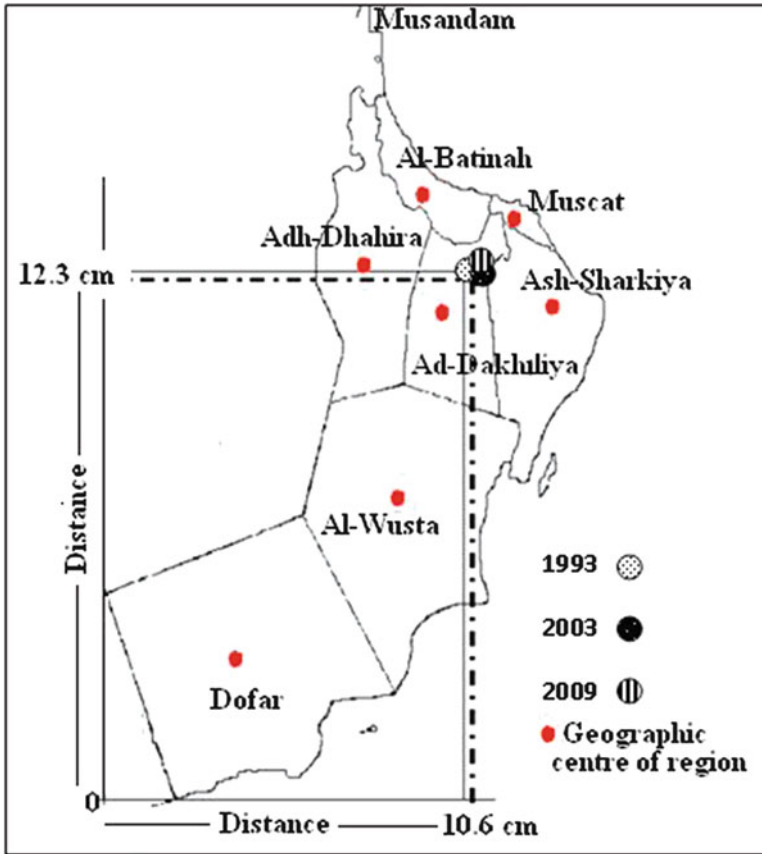 Musandam
Al-Batinah
Muscat
Adh-Dhahira
12.3 cm
Ash-Sharkiya
Ad-Dakhiliya
Distance
Al-Wusta
1993
2003
2009
Dofar
Geographic
centre of region
0
Distance
10.6 cm